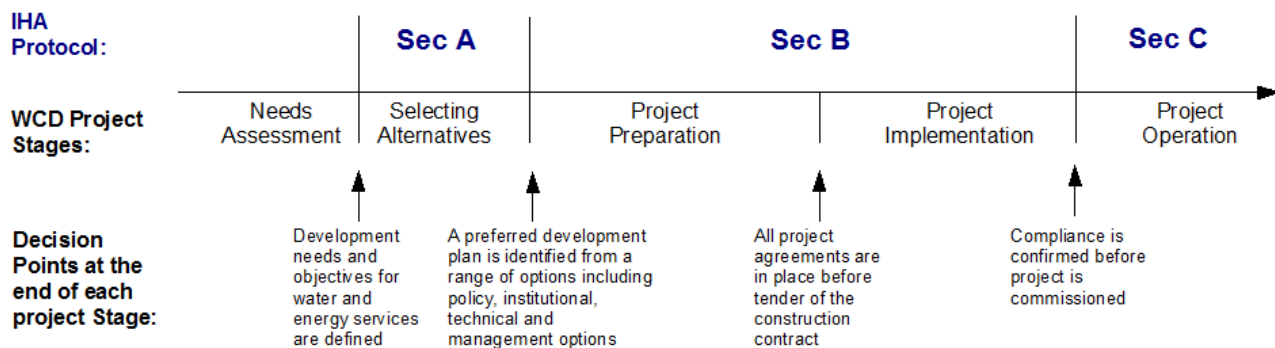 IHA
Protocol:
Sec A
Sec B
Sec C
WCD Project
Stages:
Needs
Assessment
Selecting
Alternatives
Project
Preparation
Project
Implementation
Project
Operation
Decision
Points at the
end of each
project Stage:
Development
needs and
objectives for
water and
energy services
are defined
A preferred development
plan is identified from a
range of options including
policy, institutional,
technical and
management options
All project
agreements are
in place before
tender of the
construction
contract
Compliance is
confirmed before
project is
commissioned